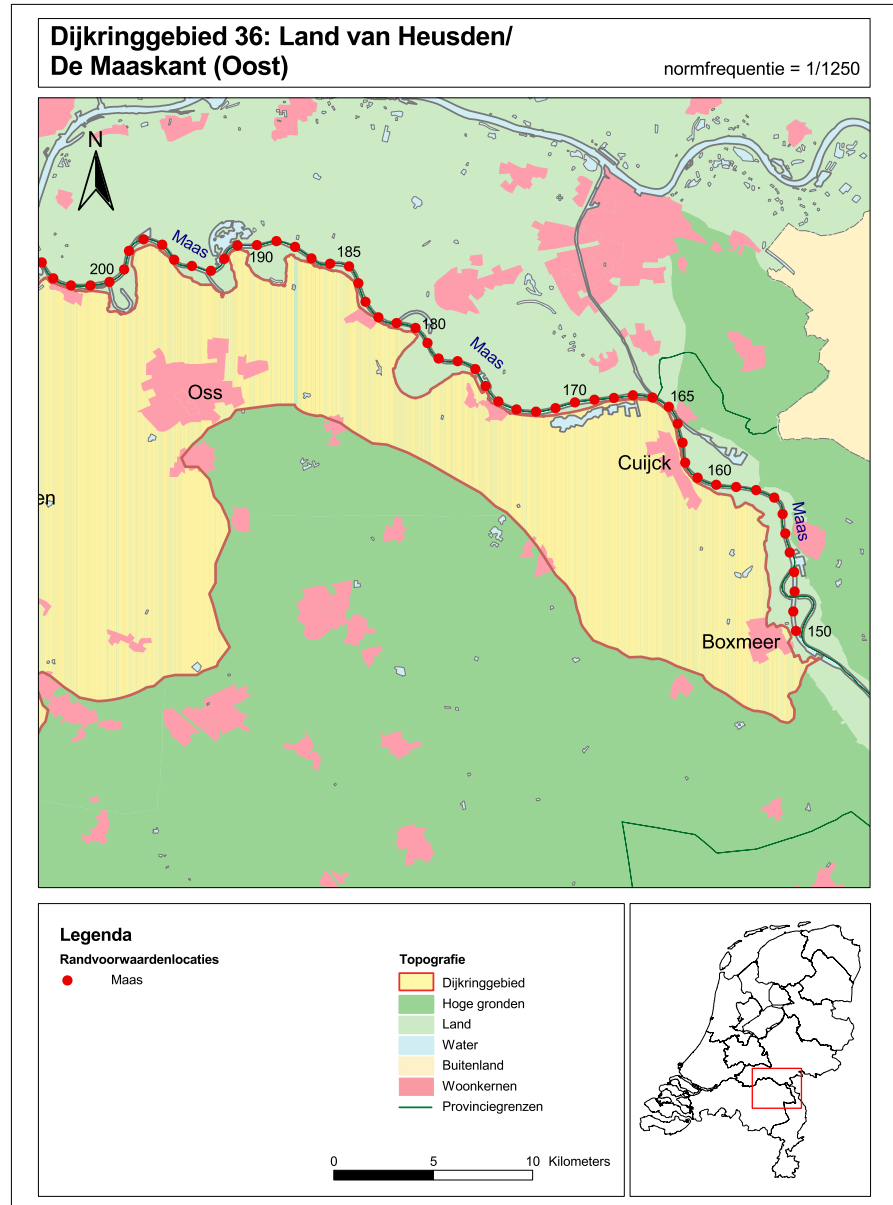 Dijkringgebied 36: Land van Heusden/
De Maaskant (Oost)
normfrequentie = 1/1250
N
Maas
200
190
185
180
Maas
170
165
Oss
Cuijck
160
en
Maas
Boxmeer
150
Legenda
Randvoorwaardenlocaties
Maas
Topografie
Dijkringgebied
Hoge gronden
Land
Water
Buitenland
Woonkernen
Provinciegrenzen
0 5 10 Kilometers